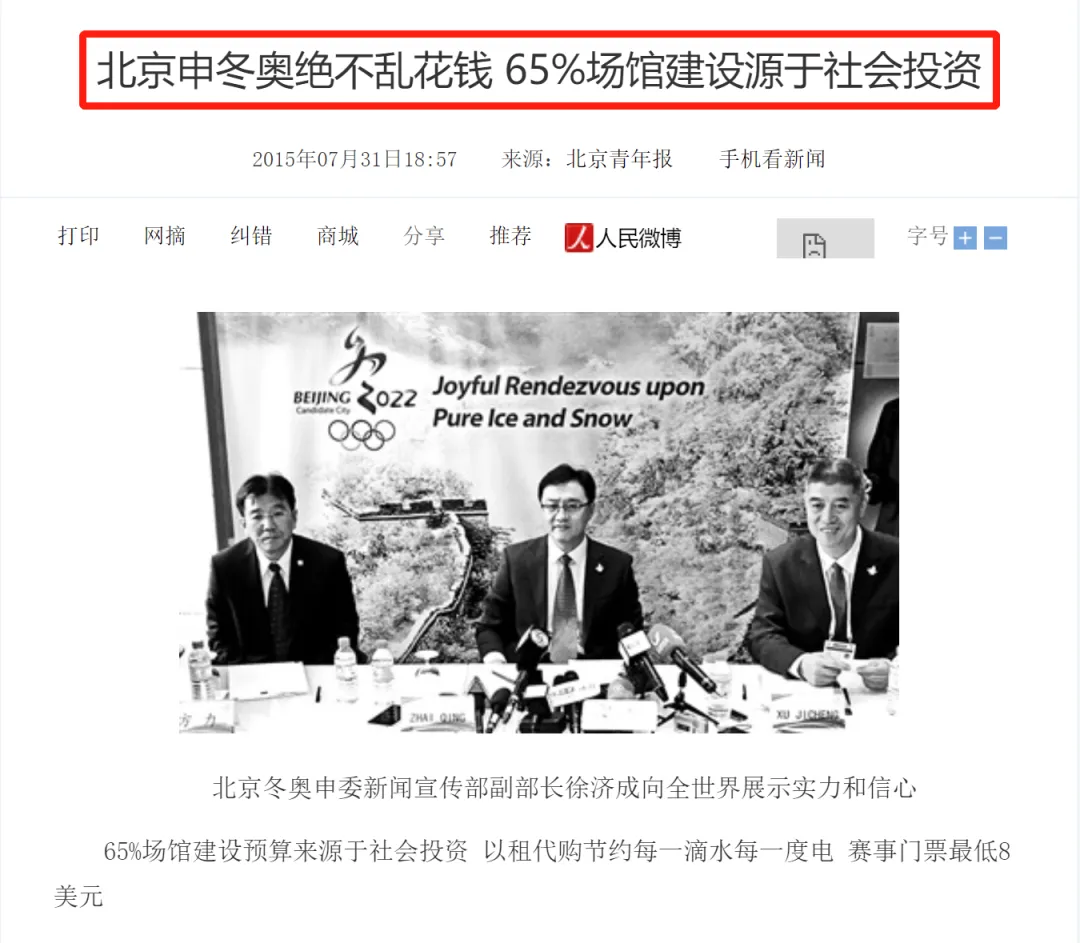 北京申冬奥绝不乱花钱 65%场馆建设源于社会投资
2015年07月31日18:57 来源：北京青年报 手机看新闻
打印 网摘 纠错 商城 分享 推荐 人民微博 字号
BEIJING 2022
Candidate City
Joyful Rendezvous upon
Pure Ice and Snow
方力
ZHAI QING
XU JICHENG
北京冬奥申委新闻宣传部副部长徐济成向全世界展示实力和信心
65%场馆建设预算来源于社会投资 以租代购节约每一滴水每一度电 赛事门票最低8
美元